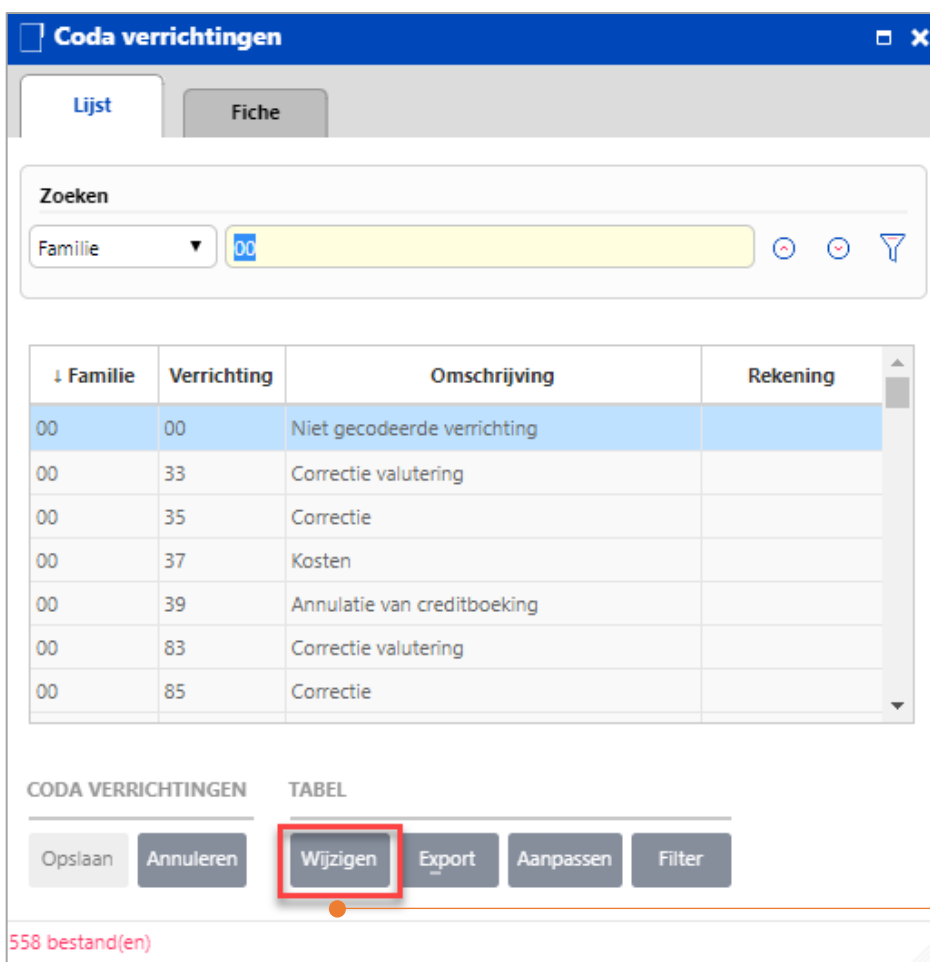 Coda verrichtingen
Lijst Fiche
Zoeken
Familie 00
↓ Familie Verrichting Omschrijving Rekening
00 00 Niet gecodeerde verrichting
00 33 Correctie valutering
00 35 Correctie
00 37 Kosten
00 39 Annulatie van creditboeking
00 83 Correctie valutering
00 85 Correctie
CODA VERRICHTINGEN TABEL
Opslaan Annuleren Wijzigen Export Aanpassen Filter
558 bestand(en)